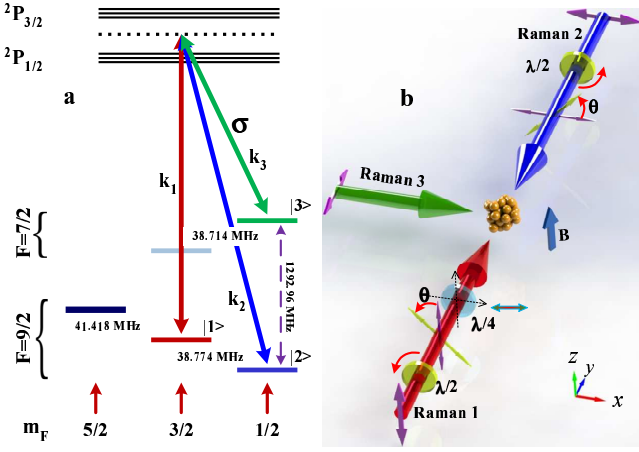 ²P₃/₂
²P₁/₂
a
σ
k₁
k₃
k₂
|3>
F=7/2
38.714 MHz
1292.96 MHz
F=9/2
41.418 MHz
|1>
38.774 MHz
|2>
m_F
5/2
3/2
1/2
b
Raman 2
λ/2
θ
Raman 3
B
θ
λ/4
λ/2
Raman 1
z
y
x